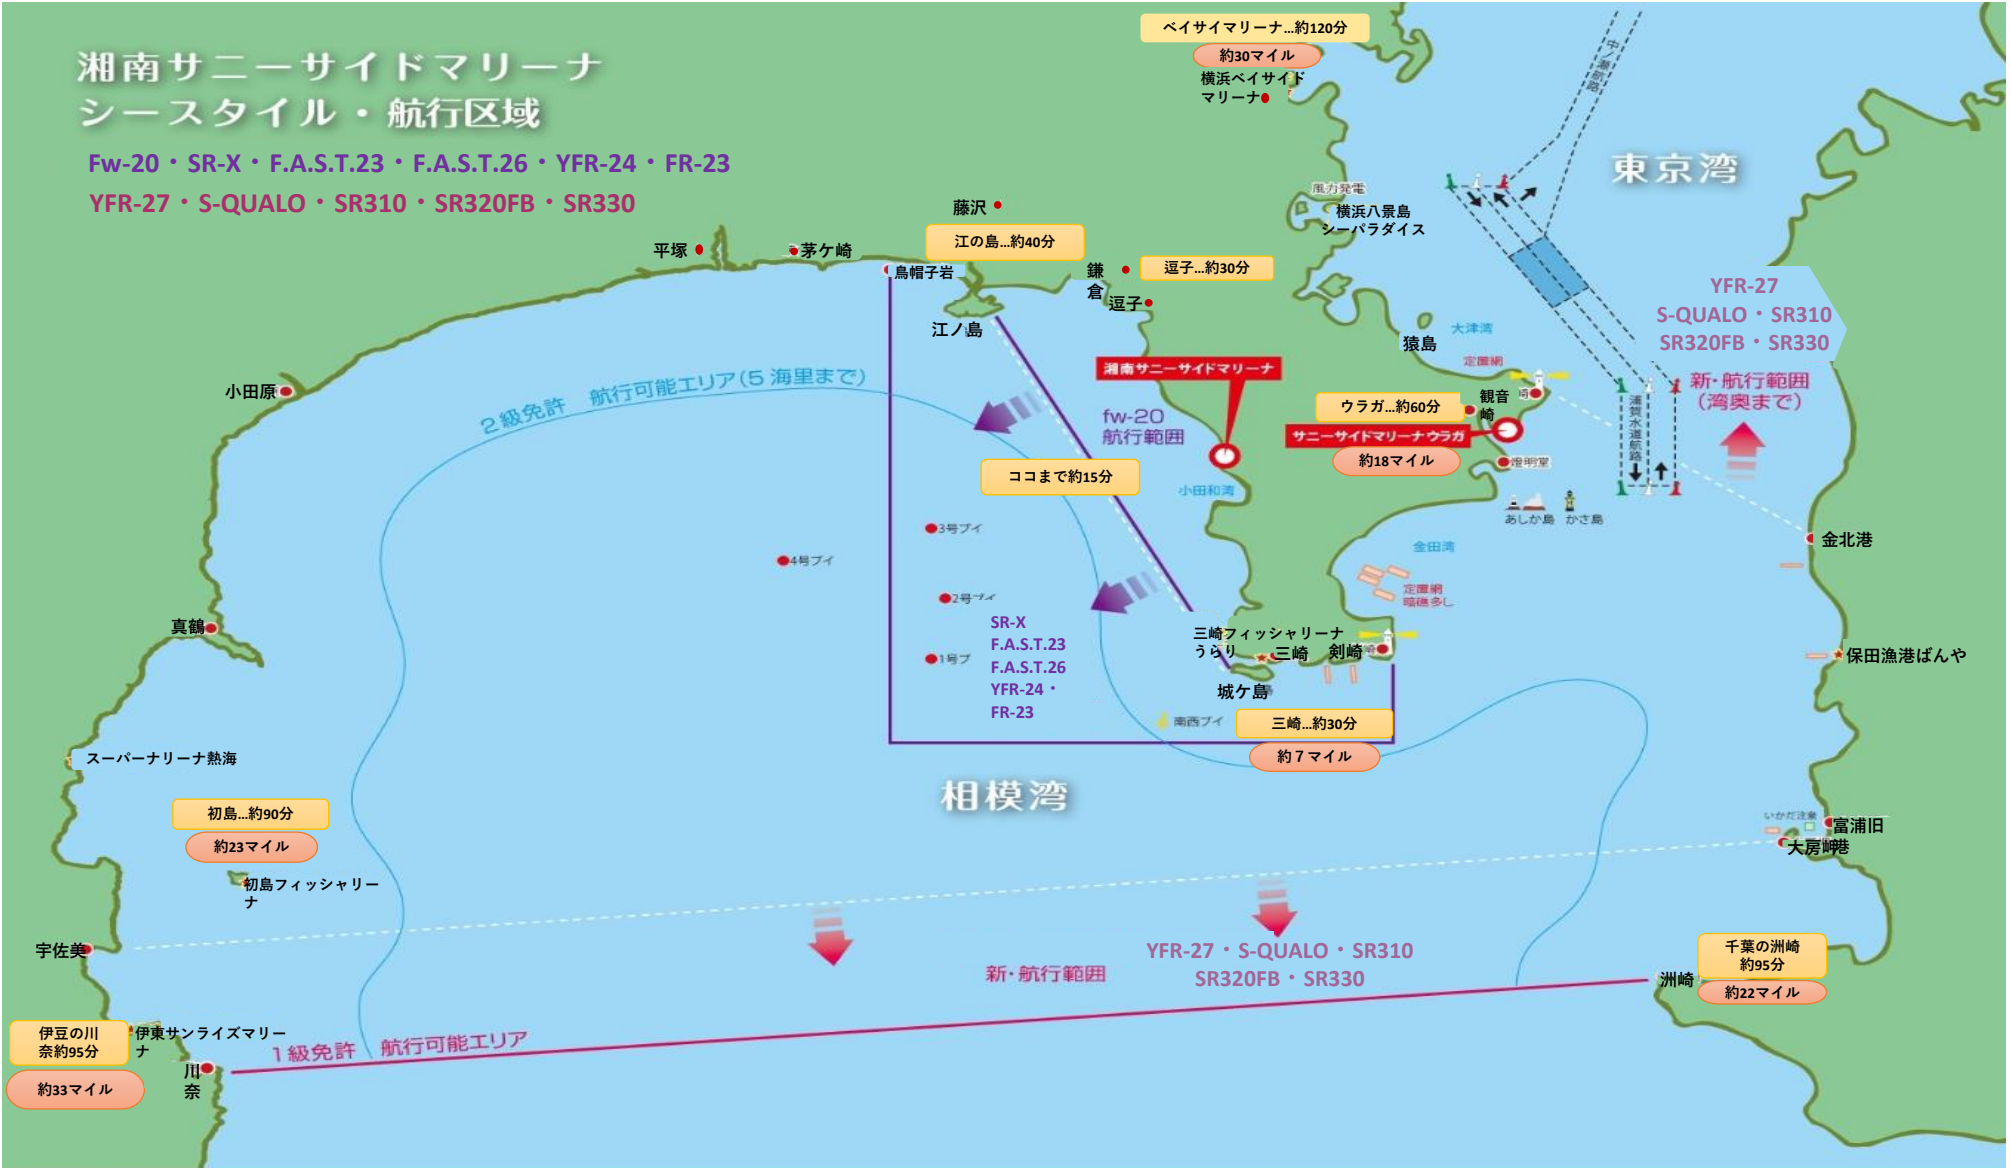 湘南サニーサイドマリーナ
シースタイル・航行区域
Fw-20・SR-X・F.A.S.T.23・F.A.S.T.26・YFR-24・FR-23
YFR-27・S-QUALO・SR310・SR320FB・SR330
ベイサイマリーナ...約120分
約30マイル
横浜ベイサイド
マリーナ
中ノ瀬航路
東京湾
風力発電
横浜八景島
シーパラダイス
藤沢
江の島...約40分
平塚
茅ケ崎
烏帽子岩
鎌倉
逗子...約30分
逗子
江ノ島
大津湾
猿島
定置網
YFR-27
S-QUALO・SR310
SR320FB・SR330
新・航行範囲
(湾奥まで)
湘南サニーサイドマリーナ
小田原
2級免許 航行可能エリア(5海里まで)
fw-20
航行範囲
ウラガ...約60分
観音
崎
埼
サニーサイドマリーナ ウラガ
約18マイル
浦賀水道航路
燈明堂
ココまで約15分
小田和湾
あしか島
かさ島
3号ブイ
4号ブイ
金田湾
金北港
定置網
暗礁多し
2号ブイ
SR-X
F.A.S.T.23
F.A.S.T.26
YFR-24・
FR-23
1号ブ
真鶴
三崎フィッシャリーナ
うらり
三崎
剣崎
城ケ島
保田漁港ばんや
南西ブイ
三崎...約30分
約７マイル
スーパーナリーナ熱海
相模湾
初島...約90分
約23マイル
初島フィッシャリー
ナ
いかだ注意
富浦旧
港
大房岬
宇佐美
新・航行範囲
YFR-27・S-QUALO・SR310
SR320FB・SR330
千葉の洲崎
約95分
洲崎
約22マイル
伊豆の川
奈約95分
伊東サンライズマリー
ナ
1級免許 航行可能エリア
川奈
約33マイル